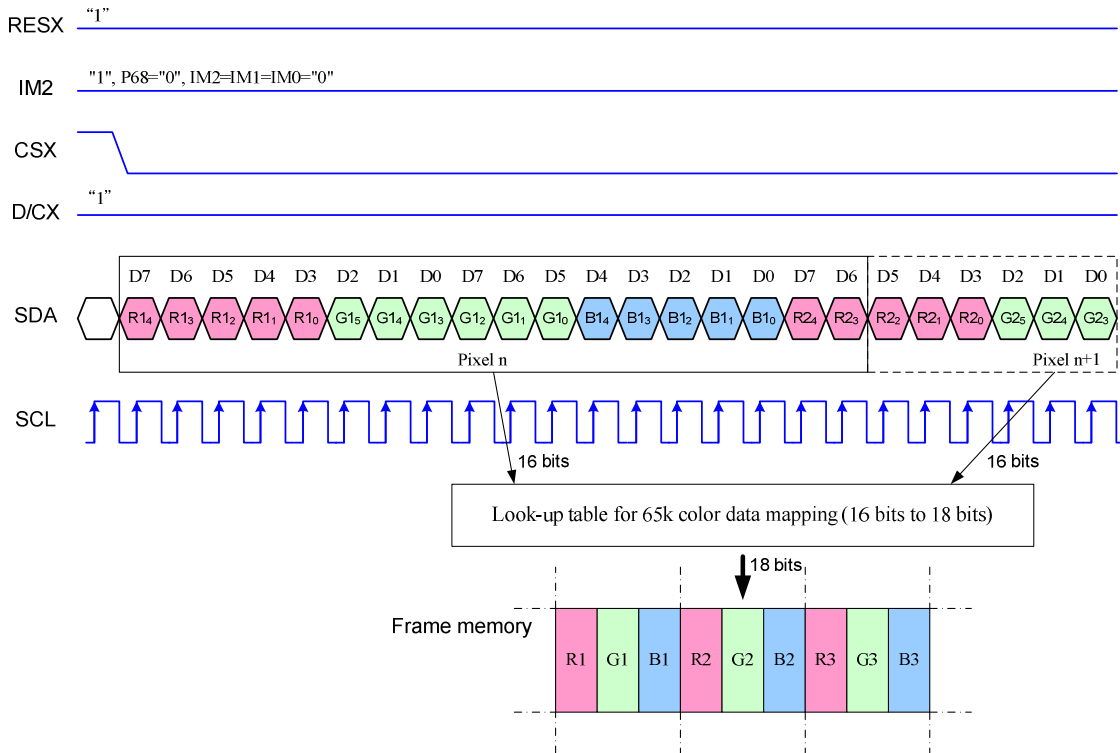 RESX “1”
IM2 "1", P68="0", IM2=IM1=IM0="0"
CSX
D/CX “1”
D7 D6 D5 D4 D3 D2 D1 D0 D7 D6 D5 D4 D3 D2 D1 D0 D7 D6 D5 D4 D3 D2 D1 D0
SDA R1₄ R1₃ R1₂ R1₁ R1₀ G1₅ G1₄ G1₃ G1₂ G1₁ G1₀ B1₄ B1₃ B1₂ B1₁ B1₀ R2₄ R2₃ R2₂ R2₁ R2₀ G2₅ G2₄ G2₃
Pixel n Pixel n+1
SCL
16 bits 16 bits
Look-up table for 65k color data mapping (16 bits to 18 bits)
18 bits
Frame memory
R1 G1 B1 R2 G2 B2 R3 G3 B3